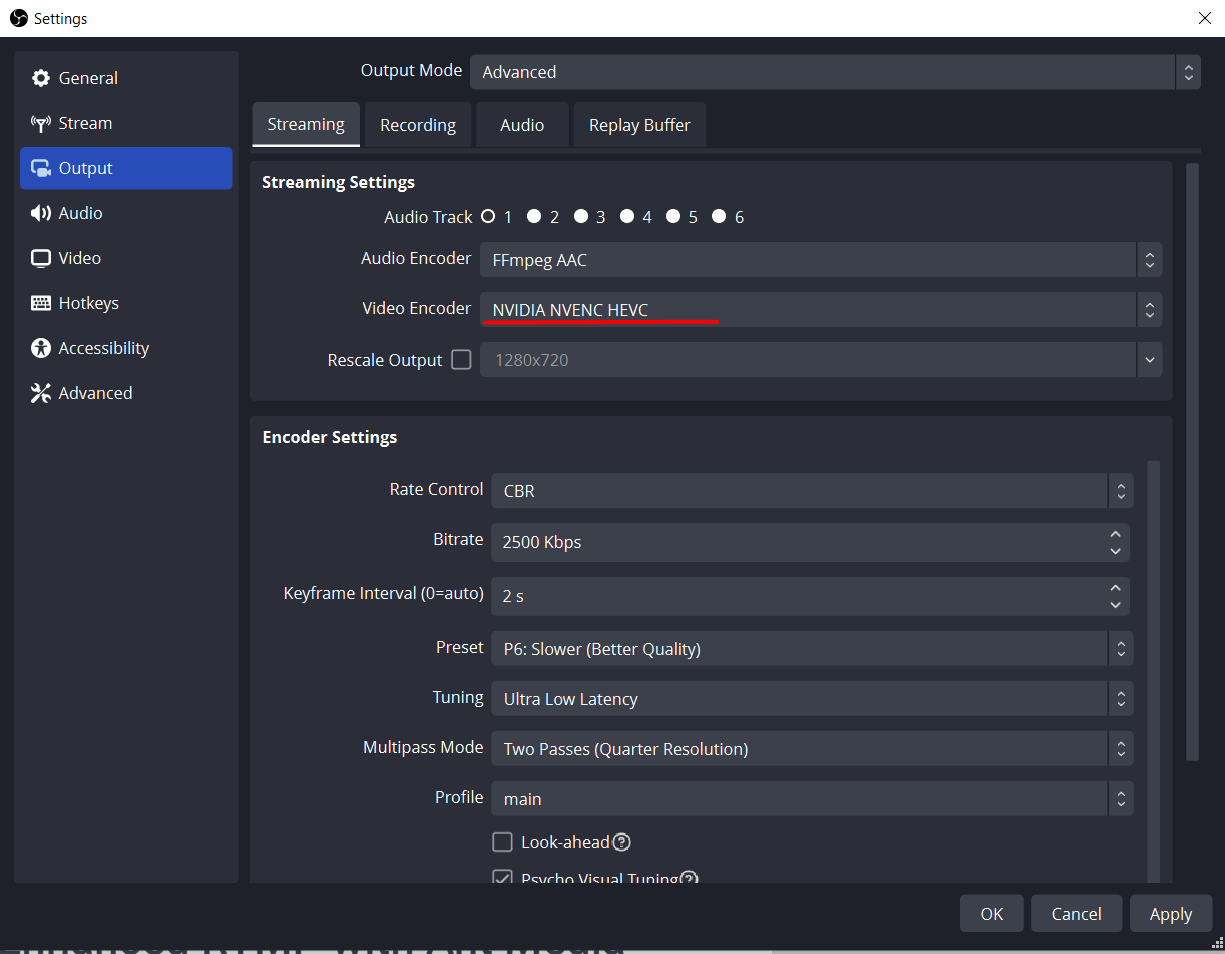 Settings
General
Stream
Output
Audio
Video
Hotkeys
Accessibility
Advanced
Output Mode Advanced
Streaming Recording Audio Replay Buffer
Streaming Settings
Audio Track 1 2 3 4 5 6
Audio Encoder FFmpeg AAC
Video Encoder NVIDIA NVENC HEVC
Rescale Output 1280x720
Encoder Settings
Rate Control CBR
Bitrate 2500 Kbps
Keyframe Interval (0=auto) 2 s
Preset P6: Slower (Better Quality)
Tuning Ultra Low Latency
Multipass Mode Two Passes (Quarter Resolution)
Profile main
Look-ahead ?
Psycho Visual Tuning ?
OK Cancel Apply